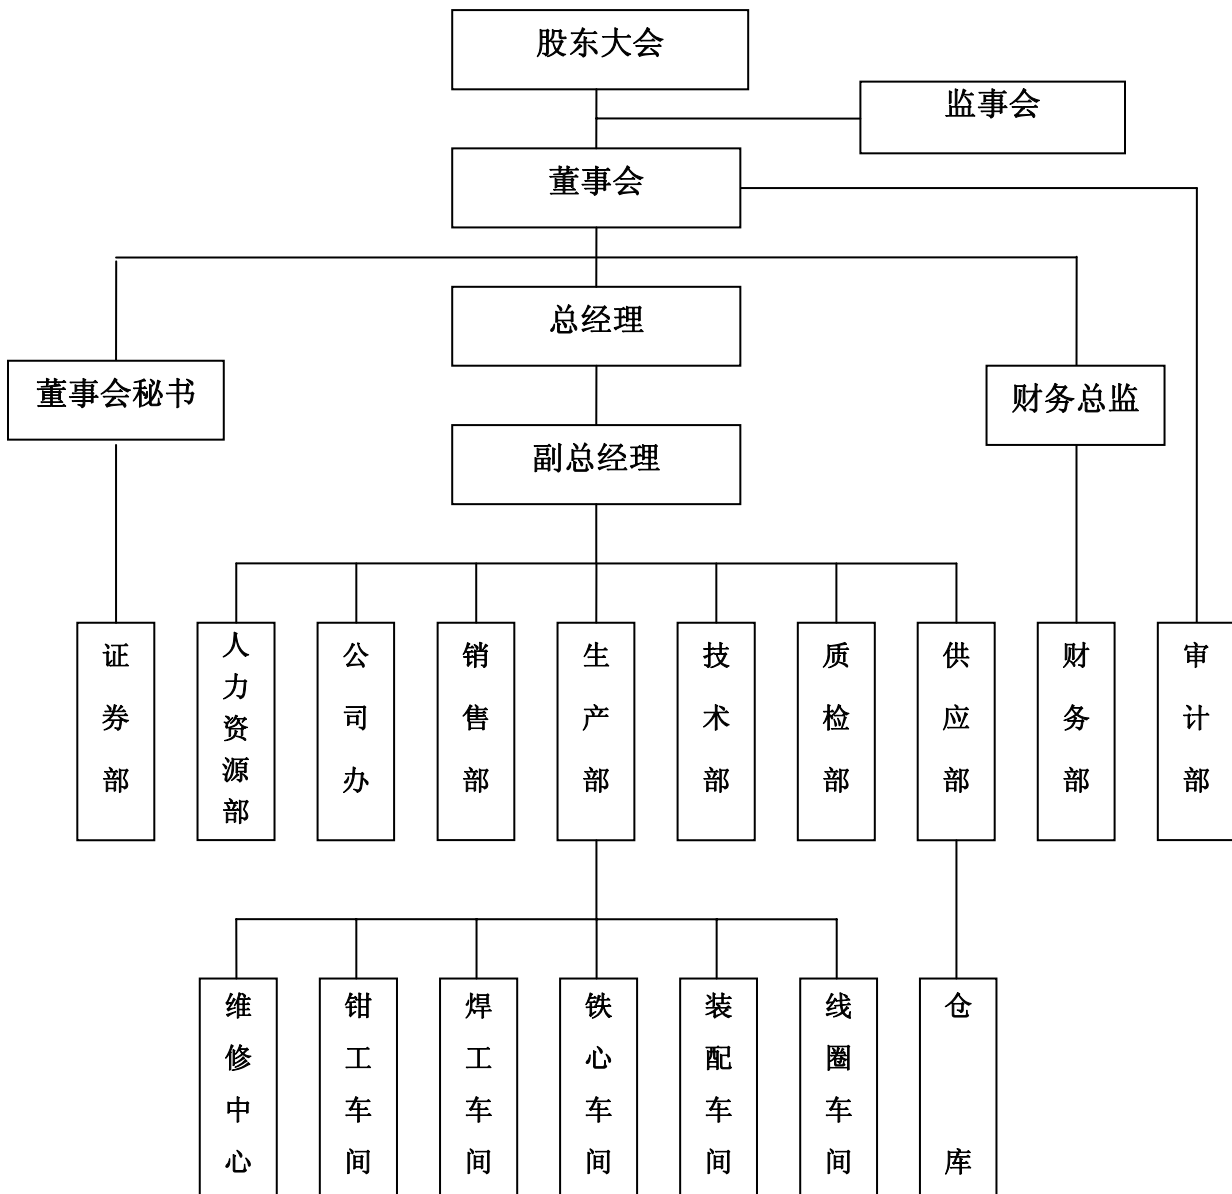 股东大会
监事会
董事会
总经理
董事会秘书
财务总监
副总经理
证券部
人力资源部
公司办
销售部
生产部
技术部
质检部
供应部
财务部
审计部
维修中心
钳工车间
焊工车间
铁心车间
装配车间
线圈车间
仓库